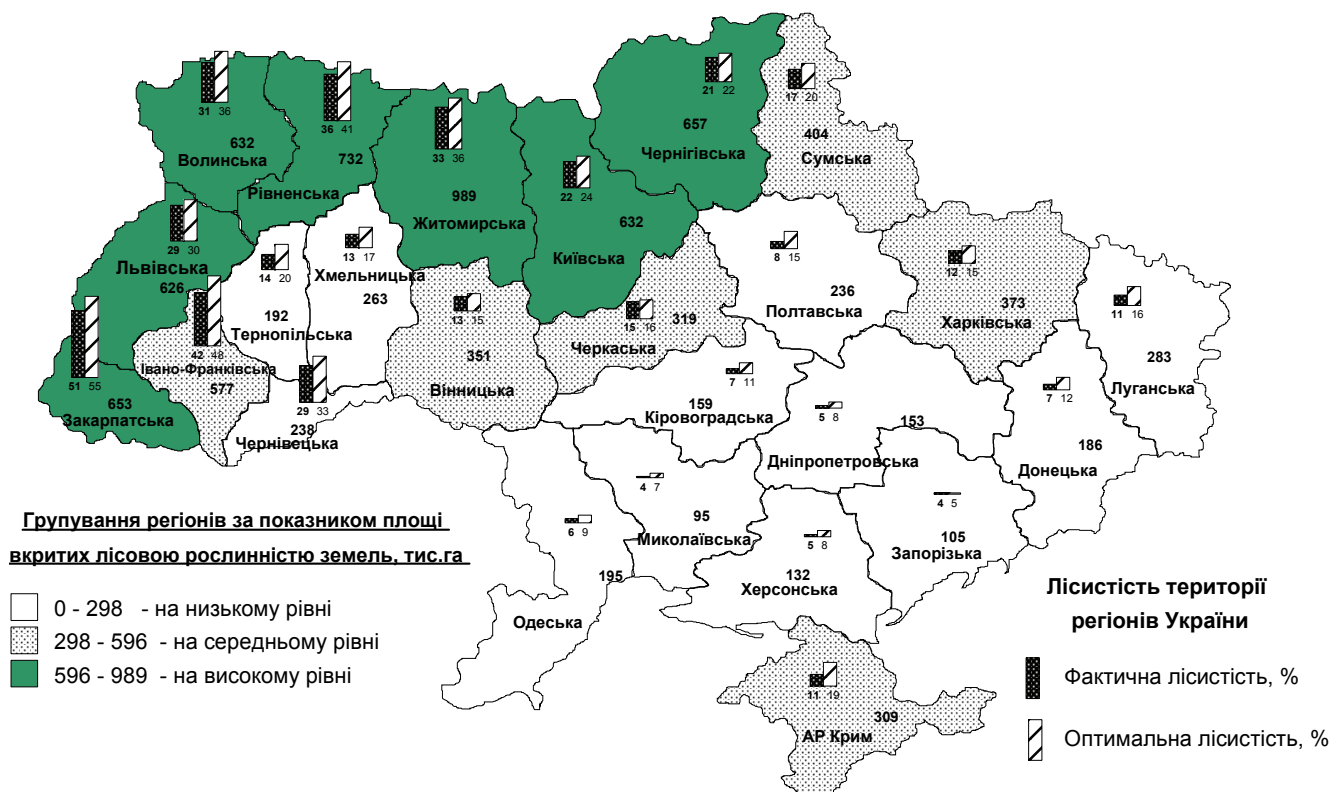 31 36
632
Волинська
36 41
732
Рівненська
33 36
989
Житомирська
22 24
632
Київська
21 22
657
Чернігівська
17 20
404
Сумська
29 30
Львівська
626
14 20
192
Тернопільська
13 17
Хмельницька
263
13 15
351
Вінницька
15 16
319
Черкаська
8 15
236
Полтавська
12 15
373
Харківська
11 16
283
Луганська
51 55
653
Закарпатська
42 48
Івано-Франківська
577
29 33
238
Чернівецька
7 11
159
Кіровоградська
5 8
153
Дніпропетровська
7 12
186
Донецька
6 9
195
Одеська
4 7
95
Миколаївська
5 8
132
Херсонська
4 5
105
Запорізька
11 19
309
АР Крим
Групування регіонів за показником площі
вкритих лісовою рослинністю земель, тис.га
0 - 298 - на низькому рівні
298 - 596 - на середньому рівні
596 - 989 - на високому рівні
Лісистість території
регіонів України
Фактична лісистість, %
Оптимальна лісистість, %